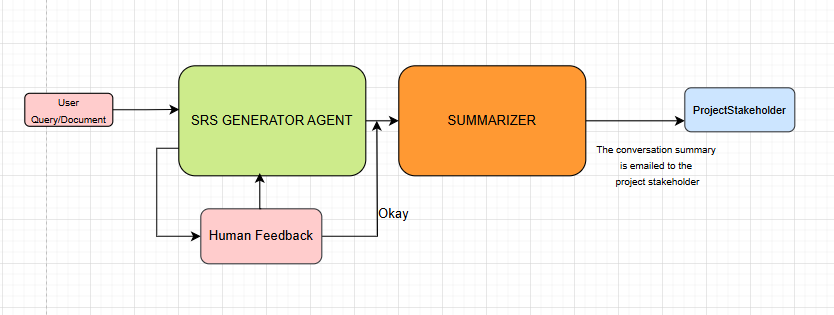 User
Query/Document
SRS GENERATOR AGENT
SUMMARIZER
ProjectStakeholder
The conversation summary
is emailed to the
project stakeholder
Okay
Human Feedback